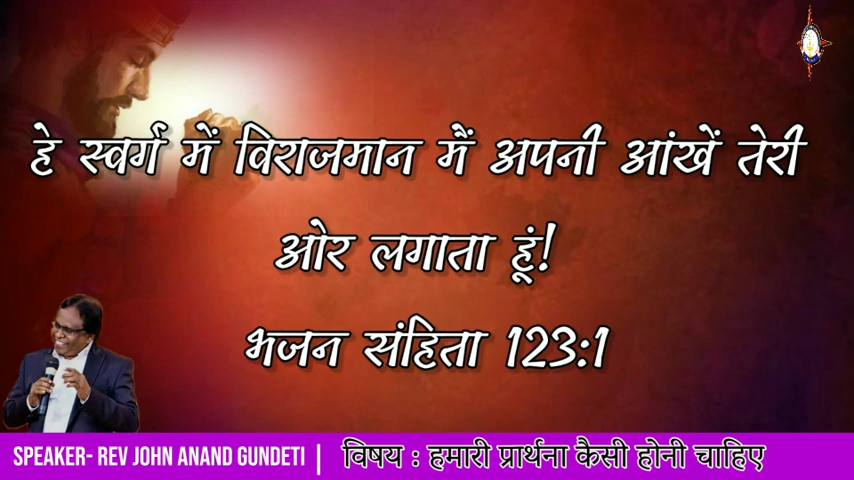 हे स्वर्ग में विराजमान मैं अपनी आंखें तेरी
ओर लगाता हूं!
भजन संहिता 123:1
SPEAKER- REV JOHN ANAND GUNDETI | विषय : हमारी प्रार्थना कैसी होनी चाहिए